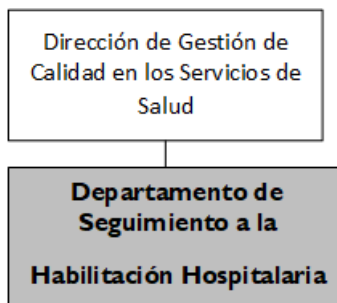 Dirección de Gestión de
Calidad en los Servicios de
Salud
Departamento de
Seguimiento a la
Habilitación Hospitalaria